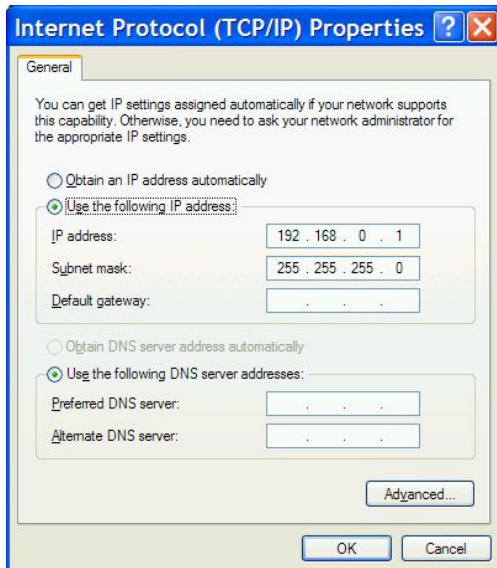 Internet Protocol (TCP/IP) Properties
General
You can get IP settings assigned automatically if your network supports
this capability. Otherwise, you need to ask your network administrator for
the appropriate IP settings.
Obtain an IP address automatically
Use the following IP address:
IP address: 192 . 168 . 0 . 1
Subnet mask: 255 . 255 . 255 . 0
Default gateway: . . .
Obtain DNS server address automatically
Use the following DNS server addresses:
Preferred DNS server: . . .
Alternate DNS server: . . .
Advanced...
OK Cancel